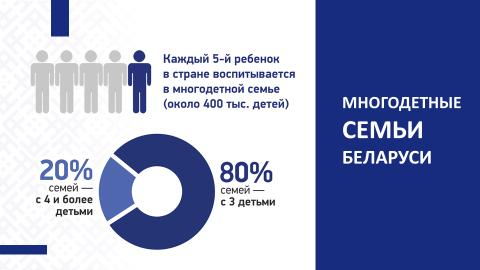 Каждый 5-й ребенок
в стране воспитывается
в многодетной семье
(около 400 тыс. детей)
20%
семей —
с 4 и более
детьми
80%
семей —
с 3 детьми
МНОГОДЕТНЫЕ
СЕМЬИ
БЕЛАРУСИ